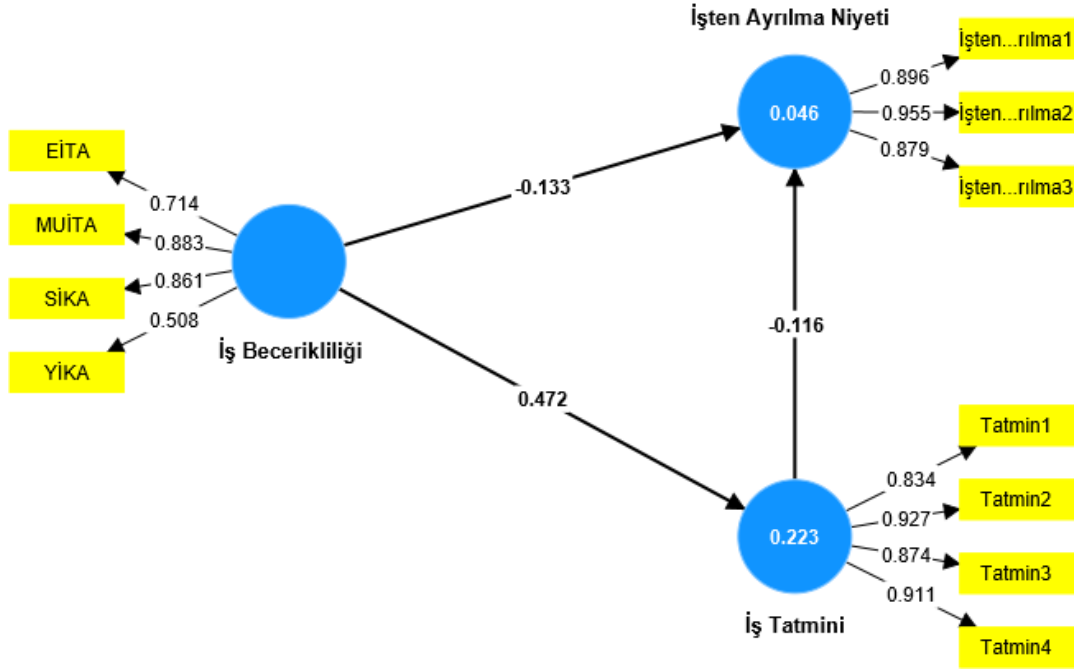 İşten Ayrılma Niyeti
İşten...rılma1
0.896
0.046
0.955
İşten...rılma2
0.879
İşten...rılma3
EİTA
0.714
MUİTA
0.883
SİKA
0.861
0.508
YİKA
İş Becerikliliği
-0.133
-0.116
0.472
Tatmin1
0.834
Tatmin2
0.927
0.223
0.874
Tatmin3
0.911
İş Tatmini
Tatmin4